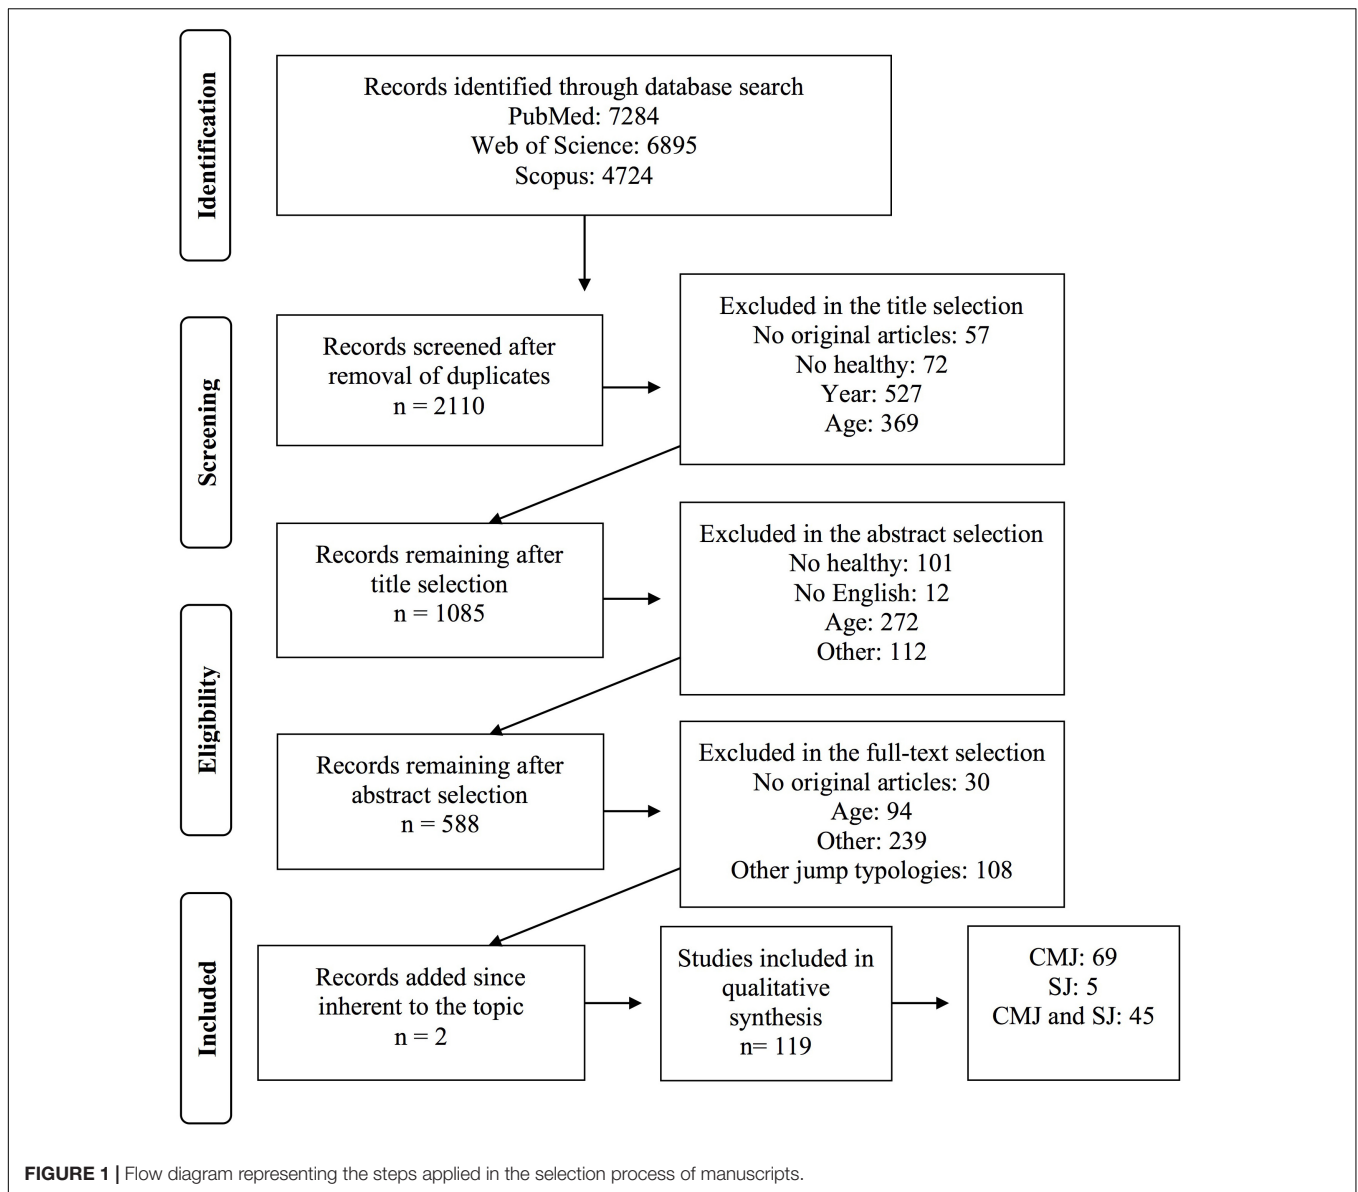 Identification
Records identified through database search
PubMed: 7284
Web of Science: 6895
Scopus: 4724
Screening
Records screened after
removal of duplicates
n = 2110
Excluded in the title selection
No original articles: 57
No healthy: 72
Year: 527
Age: 369
Records remaining after
title selection
n = 1085
Excluded in the abstract selection
No healthy: 101
No English: 12
Age: 272
Other: 112
Eligibility
Records remaining after
abstract selection
n = 588
Excluded in the full-text selection
No original articles: 30
Age: 94
Other: 239
Other jump typologies: 108
Included
Records added since
inherent to the topic
n = 2
Studies included in
qualitative
synthesis
n= 119
CMJ: 69
SJ: 5
CMJ and SJ: 45
FIGURE 1 | Flow diagram representing the steps applied in the selection process of manuscripts.